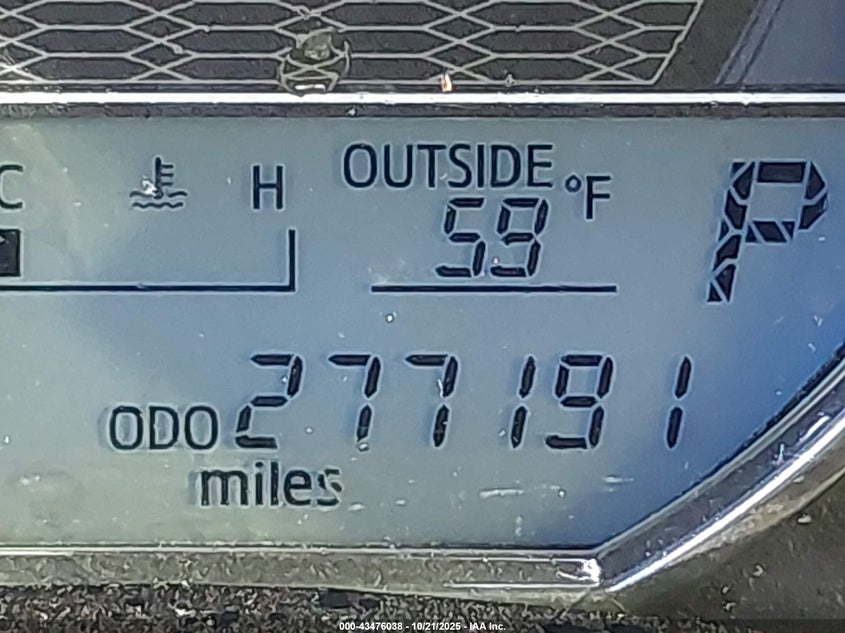 C H OUTSIDE °F
59
P
ODO 277191
miles
000-43476038 - 10/21/2025 - IAA Inc.